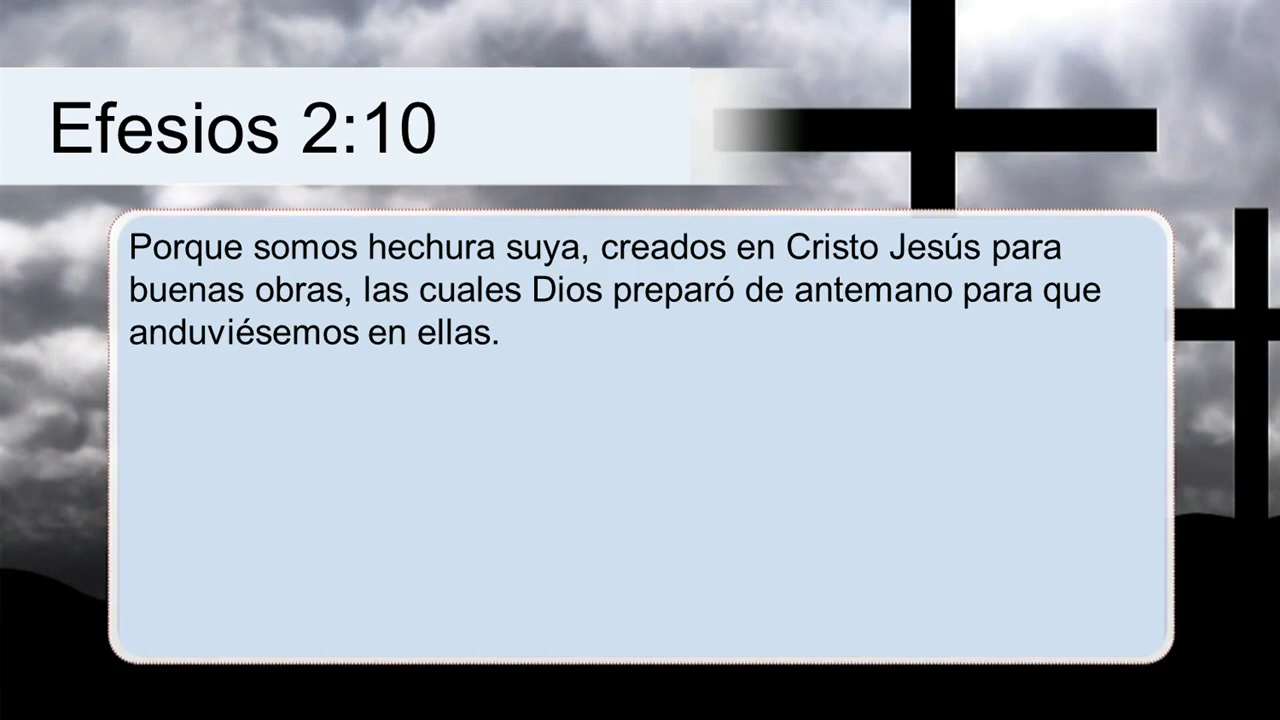 Efesios 2:10
Porque somos hechura suya, creados en Cristo Jesús para
buenas obras, las cuales Dios preparó de antemano para que
anduviésemos en ellas.